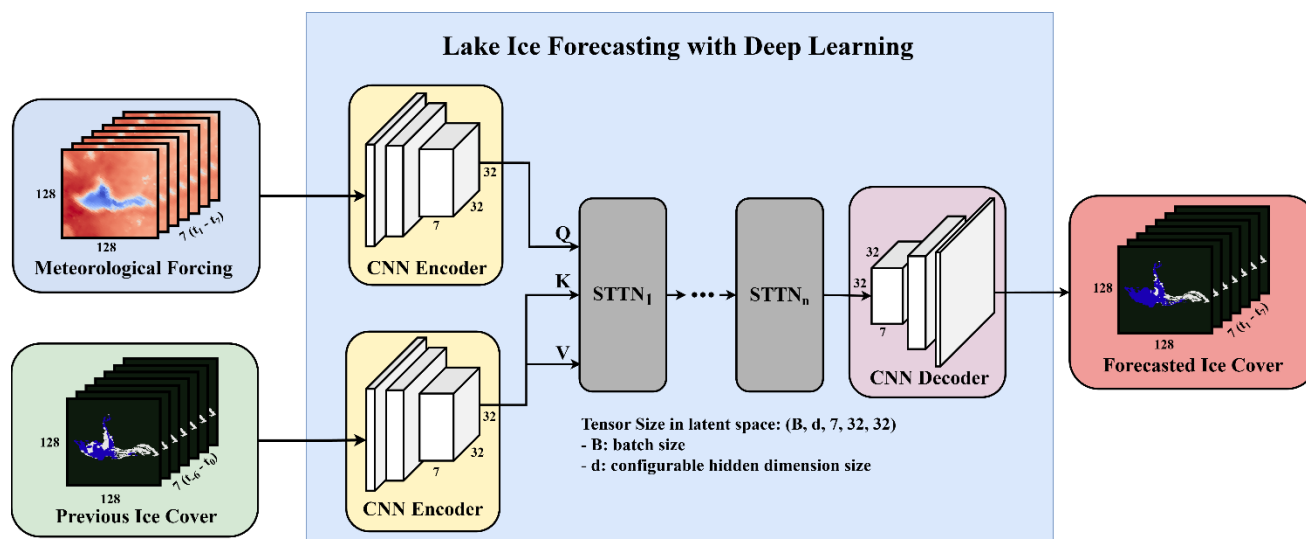 Lake Ice Forecasting with Deep Learning
128
128
7 (t₁ - t₇)
Meteorological Forcing
32
32
7
CNN Encoder
Q
K
V
STTN₁
STTNₙ
32
32
7
CNN Decoder
128
128
7 (t₁ - t₇)
Forecasted Ice Cover
128
128
7 (t₋₆ - t₀)
Previous Ice Cover
32
32
7
CNN Encoder
Tensor Size in latent space: (B, d, 7, 32, 32)
- B: batch size
- d: configurable hidden dimension size